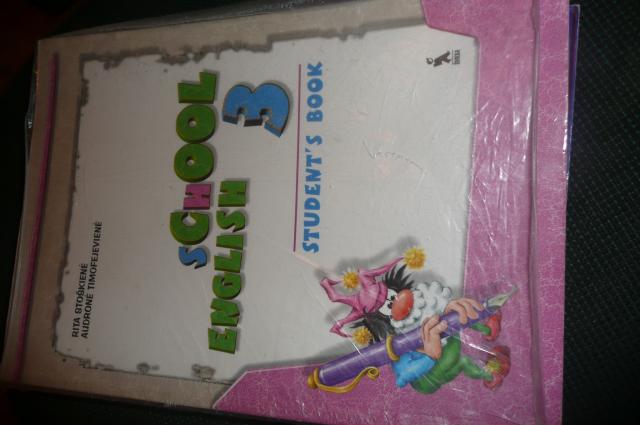 RITA STOŠKIENĖ
AUDRONĖ TIMOFEJEVIENĖ
SCHOOL
ENGLISH 3
STUDENT'S BOOK